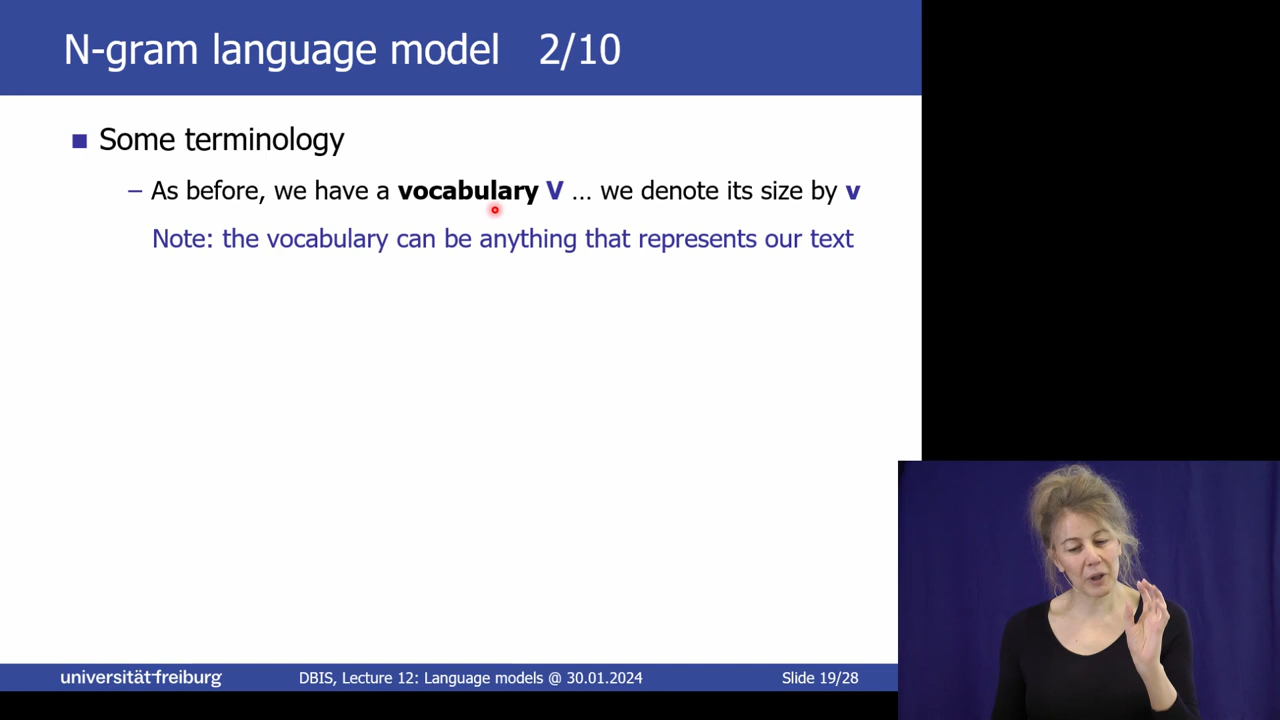 N-gram language model 2/10
Some terminology
– As before, we have a vocabulary V … we denote its size by v
Note: the vocabulary can be anything that represents our text
universität freiburg
DBIS, Lecture 12: Language models @ 30.01.2024
Slide 19/28